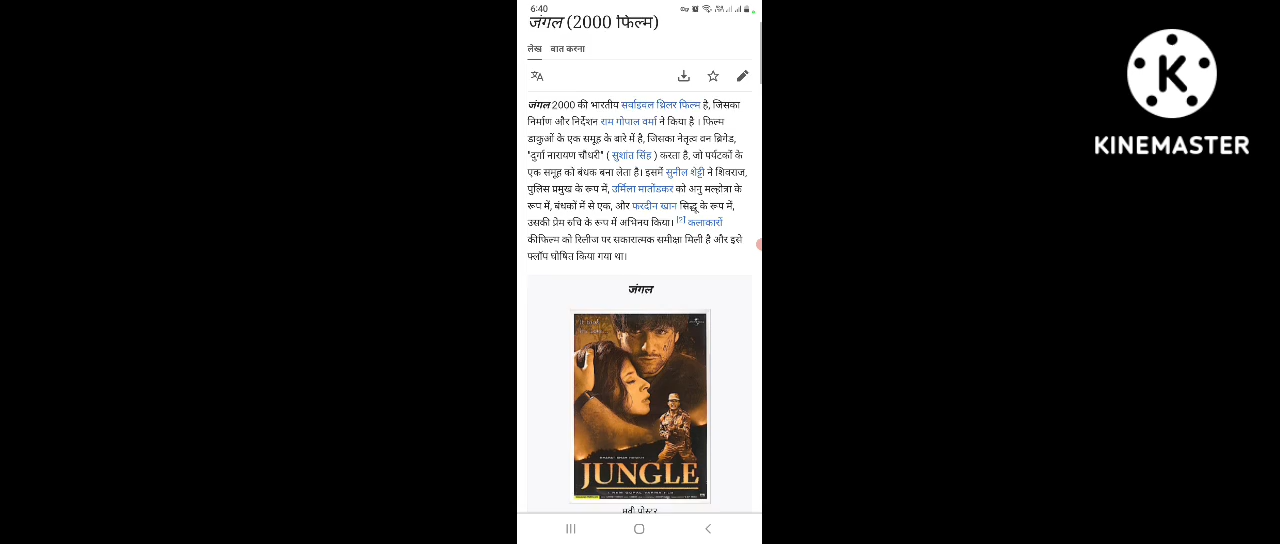 6:40
जंगल (2000 फिल्म)
लेख बात करना
जंगल 2000 की भारतीय सर्वाइवल थ्रिलर फिल्म है, जिसका
निर्माण और निर्देशन राम गोपाल वर्मा ने किया है । फिल्म
डाकुओं के एक समूह के बारे में है, जिसका नेतृत्व वन ब्रिगेड,
"दुर्गा नारायण चौधरी" ( सुशांत सिंह ) करता है, जो पर्यटकों के
एक समूह को बंधक बना लेता है। इसमें सुनील शेट्टी ने शिवराज,
पुलिस प्रमुख के रूप में, उर्मिला मातोंडकर को अनु मल्होत्रा के
रूप में, बंधकों में से एक, और फरदीन खान सिद्धू के रूप में,
उसकी प्रेम रुचि के रूप में अभिनय किया। कलाकारों
कीफिल्म को रिलीज पर सकारात्मक समीक्षा मिली है और इसे
फ्लॉप घोषित किया गया था।
जंगल
JUNGLE
KINEMASTER